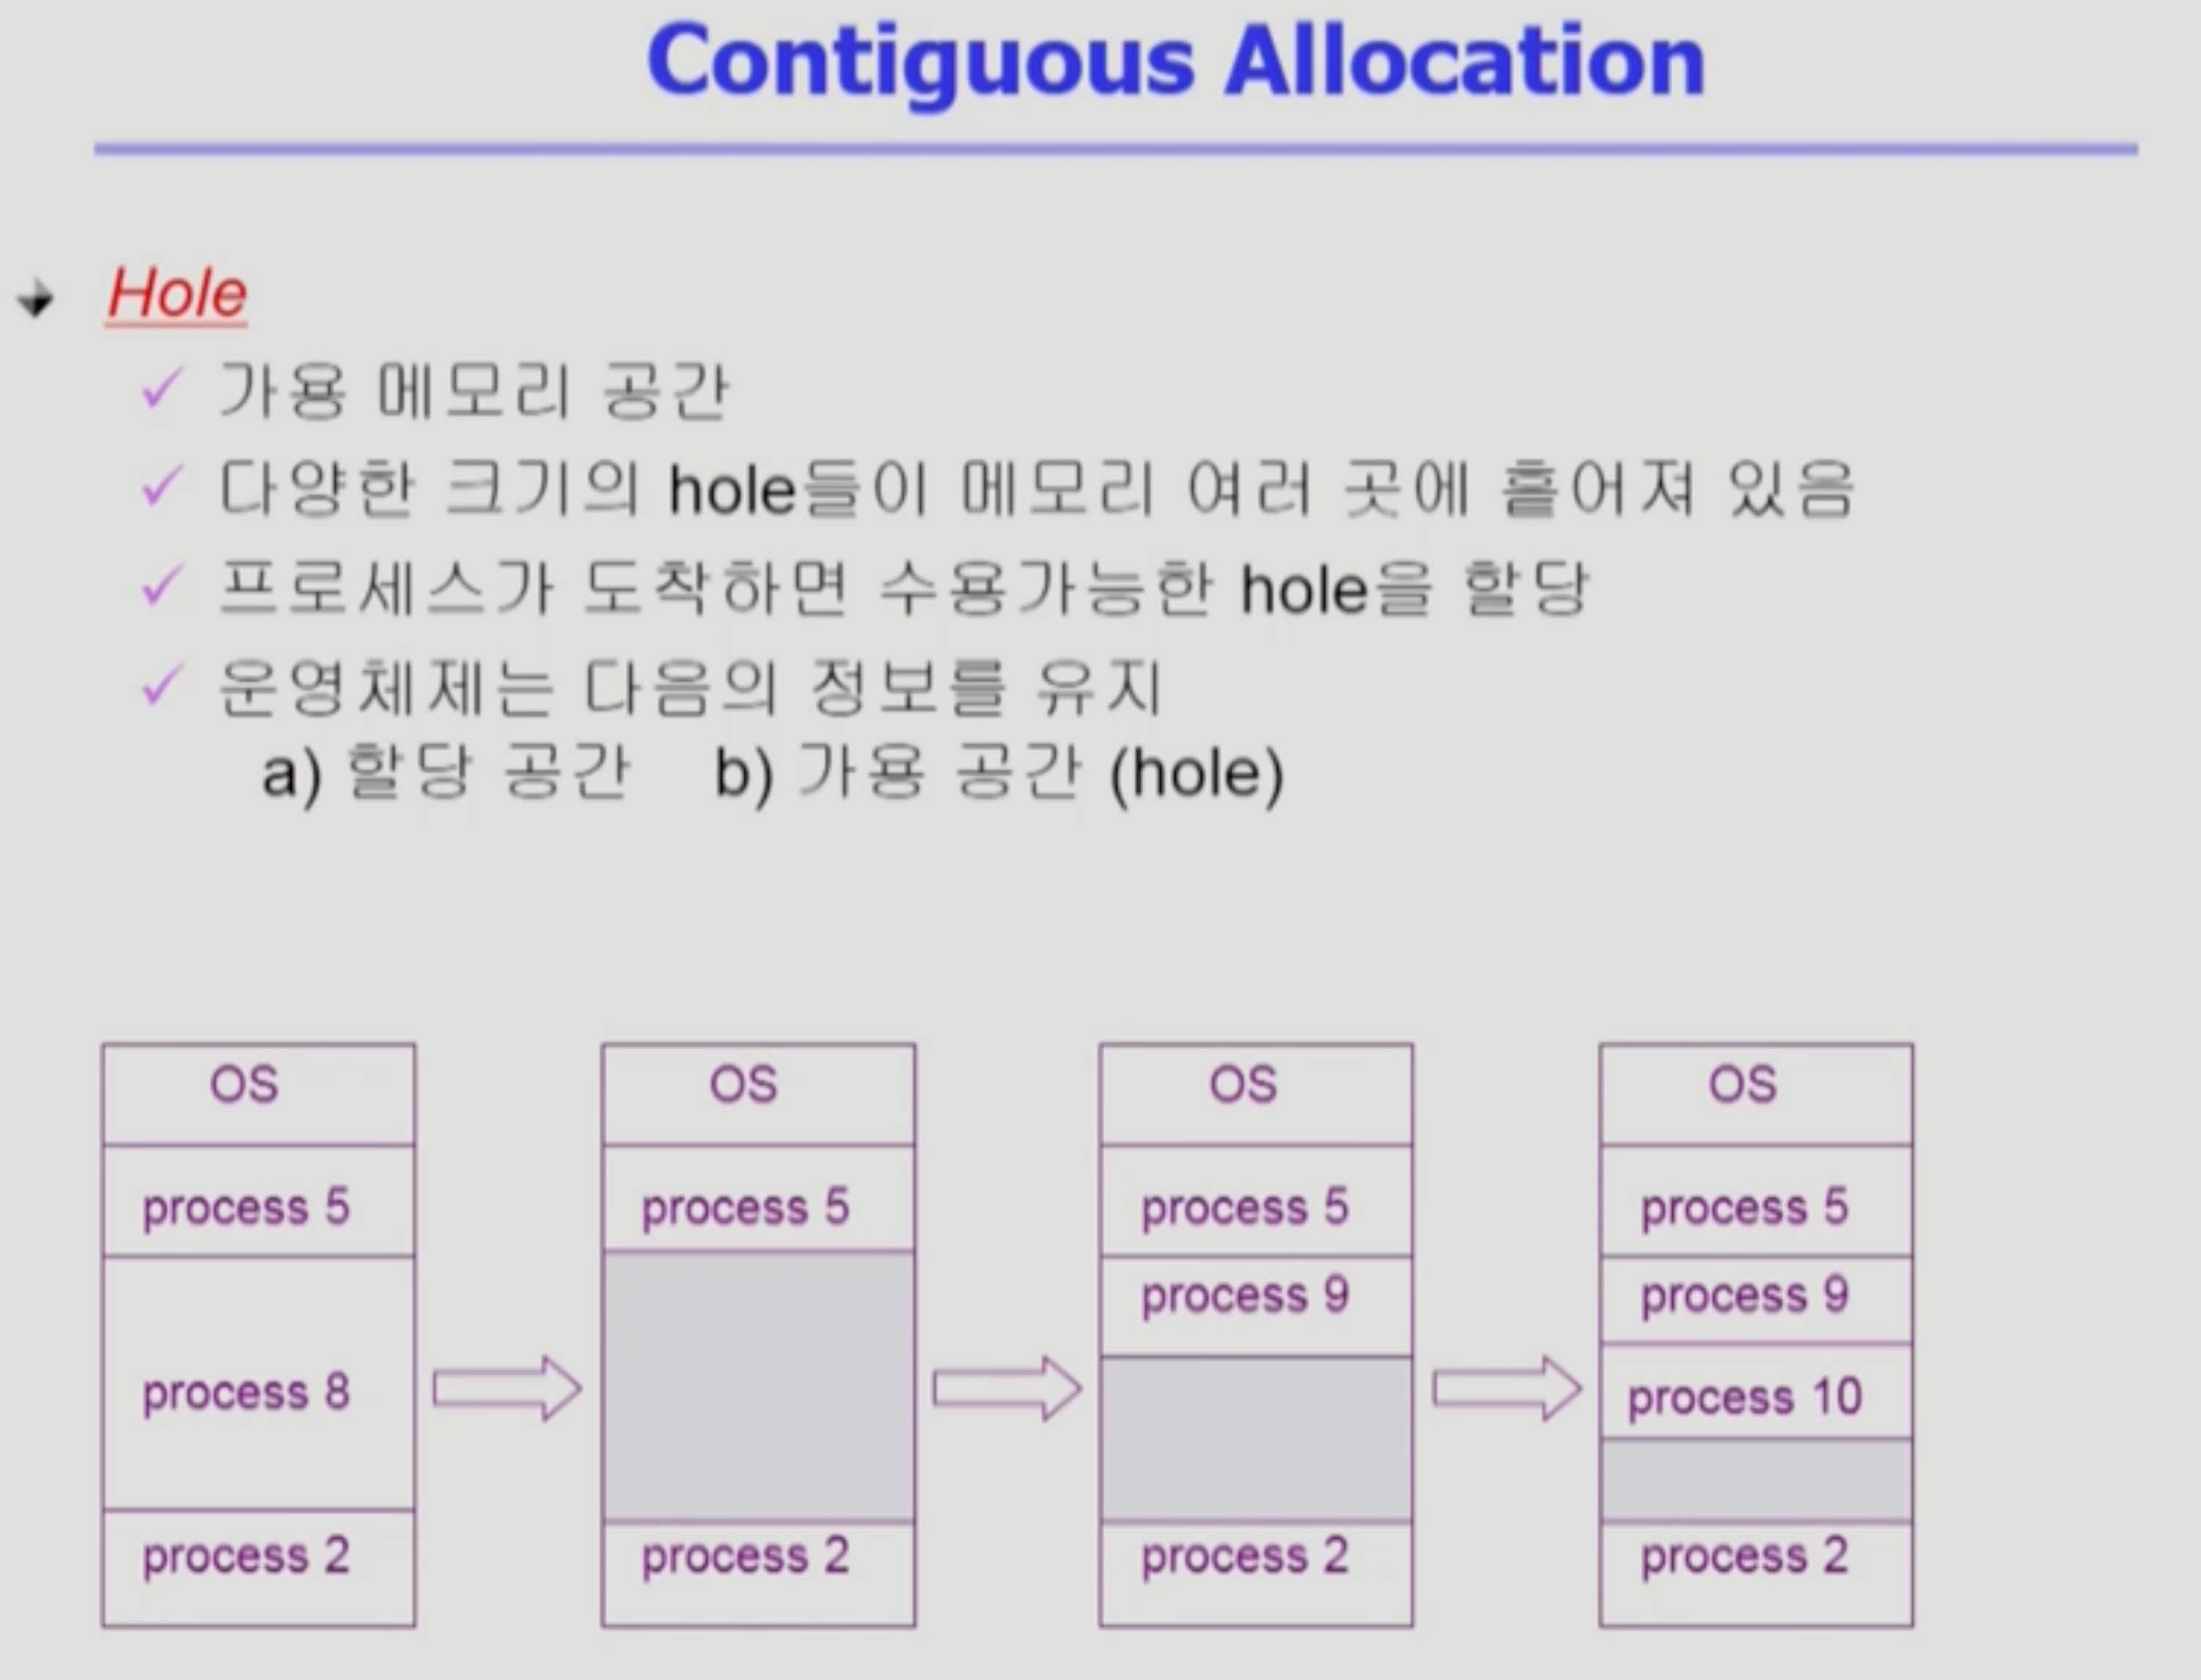 Contiguous Allocation
Hole
가용 메모리 공간
다양한 크기의 hole들이 메모리 여러 곳에 흩어져 있음
프로세스가 도착하면 수용가능한 hole을 할당
운영체제는 다음의 정보를 유지
a) 할당 공간 b) 가용 공간 (hole)
OS
process 5
process 8
process 2
OS
process 5
process 2
OS
process 5
process 9
process 2
OS
process 5
process 9
process 10
process 2